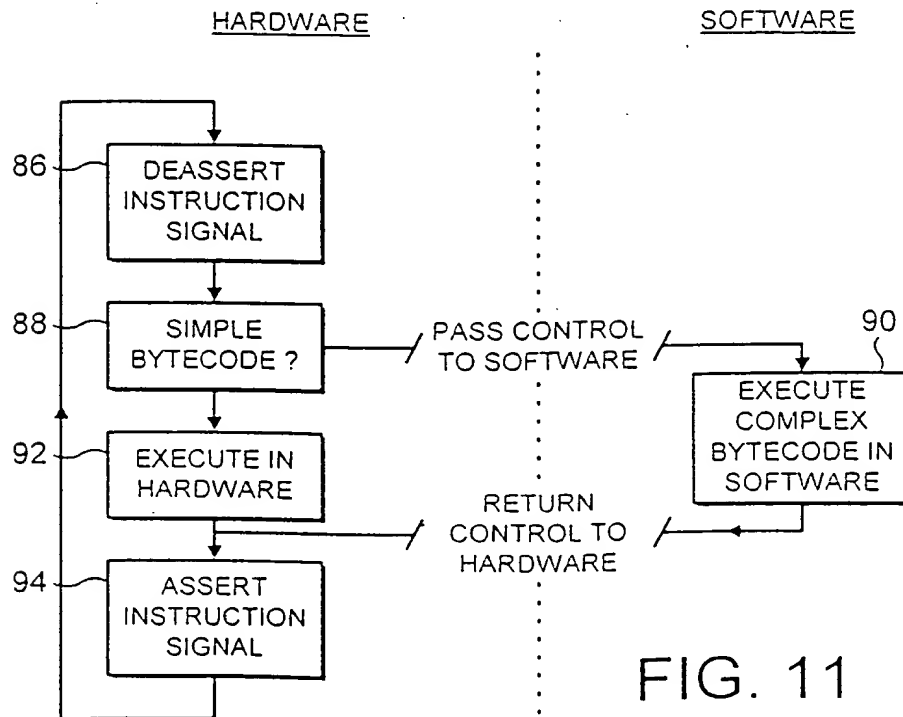 HARDWARE
SOFTWARE
86
DEASSERT
INSTRUCTION
SIGNAL
88
SIMPLE
BYTECODE ?
PASS CONTROL
TO SOFTWARE
90
EXECUTE
COMPLEX
BYTECODE IN
SOFTWARE
92
EXECUTE IN
HARDWARE
RETURN
CONTROL TO
HARDWARE
94
ASSERT
INSTRUCTION
SIGNAL
FIG. 11